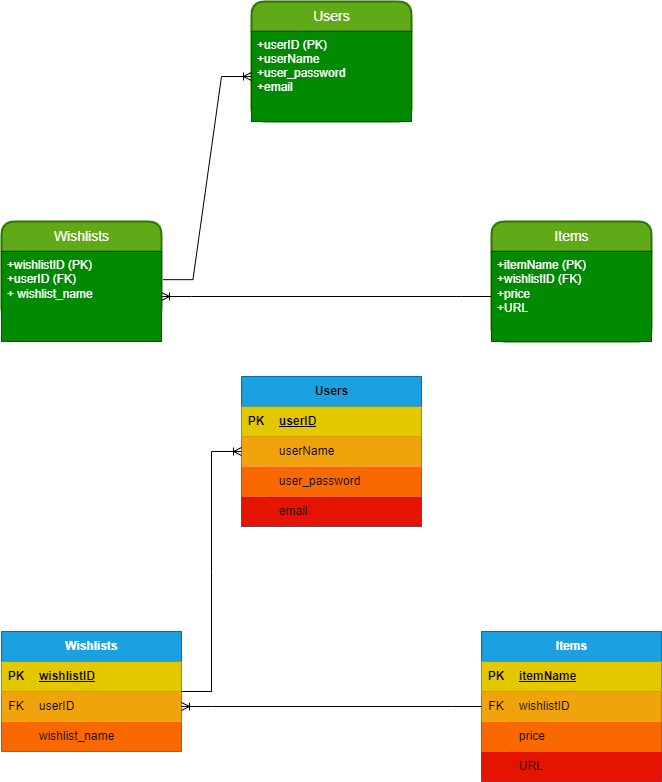 Users
+userID (PK)
+userName
+user_password
+email
Wishlists
+wishlistID (PK)
+userID (FK)
+ wishlist_name
Items
+itemName (PK)
+wishlistID (FK)
+price
+URL
Users
PK userID
userName
user_password
email
Wishlists
PK wishlistID
FK userID
wishlist_name
Items
PK itemName
FK wishlistID
price
URL